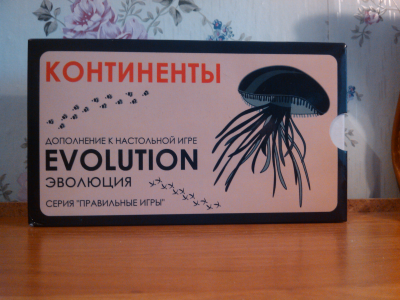 КОНТИНЕНТЫ
ДОПОЛНЕНИЕ К НАСТОЛЬНОЙ ИГРЕ
EVOLUTION
ЭВОЛЮЦИЯ
СЕРИЯ "ПРАВИЛЬНЫЕ ИГРЫ"